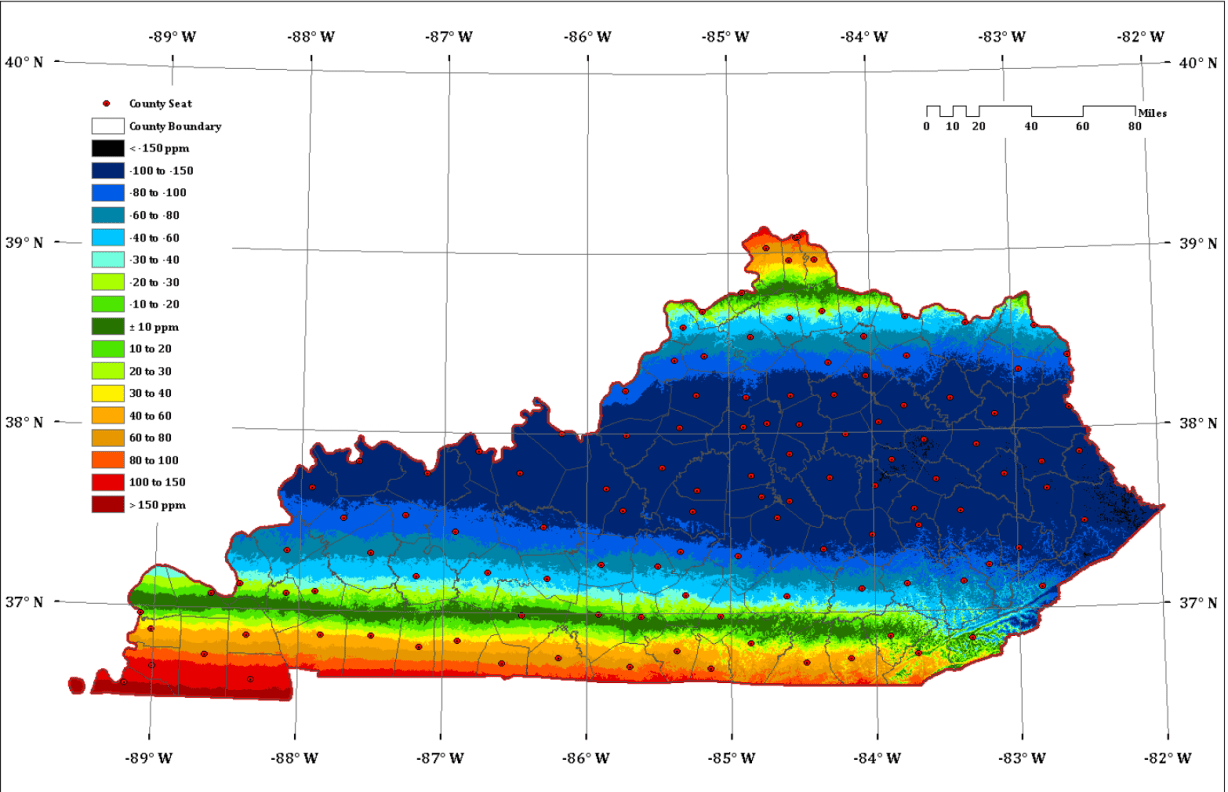 -89° W -88° W -87° W -86° W -85° W -84° W -83° W -82° W
40° N 40° N
County Seat
County Boundary
< -150 ppm
-100 to -150
-80 to -100
-60 to -80
-40 to -60
-30 to -40
-20 to -30
-10 to -20
± 10 ppm
10 to 20
20 to 30
30 to 40
40 to 60
60 to 80
80 to 100
100 to 150
> 150 ppm
Miles
0 10 20 40 60 80
39° N 39° N
38° N 38° N
37° N 37° N
-89° W -88° W -87° W -86° W -85° W -84° W -83° W -82° W